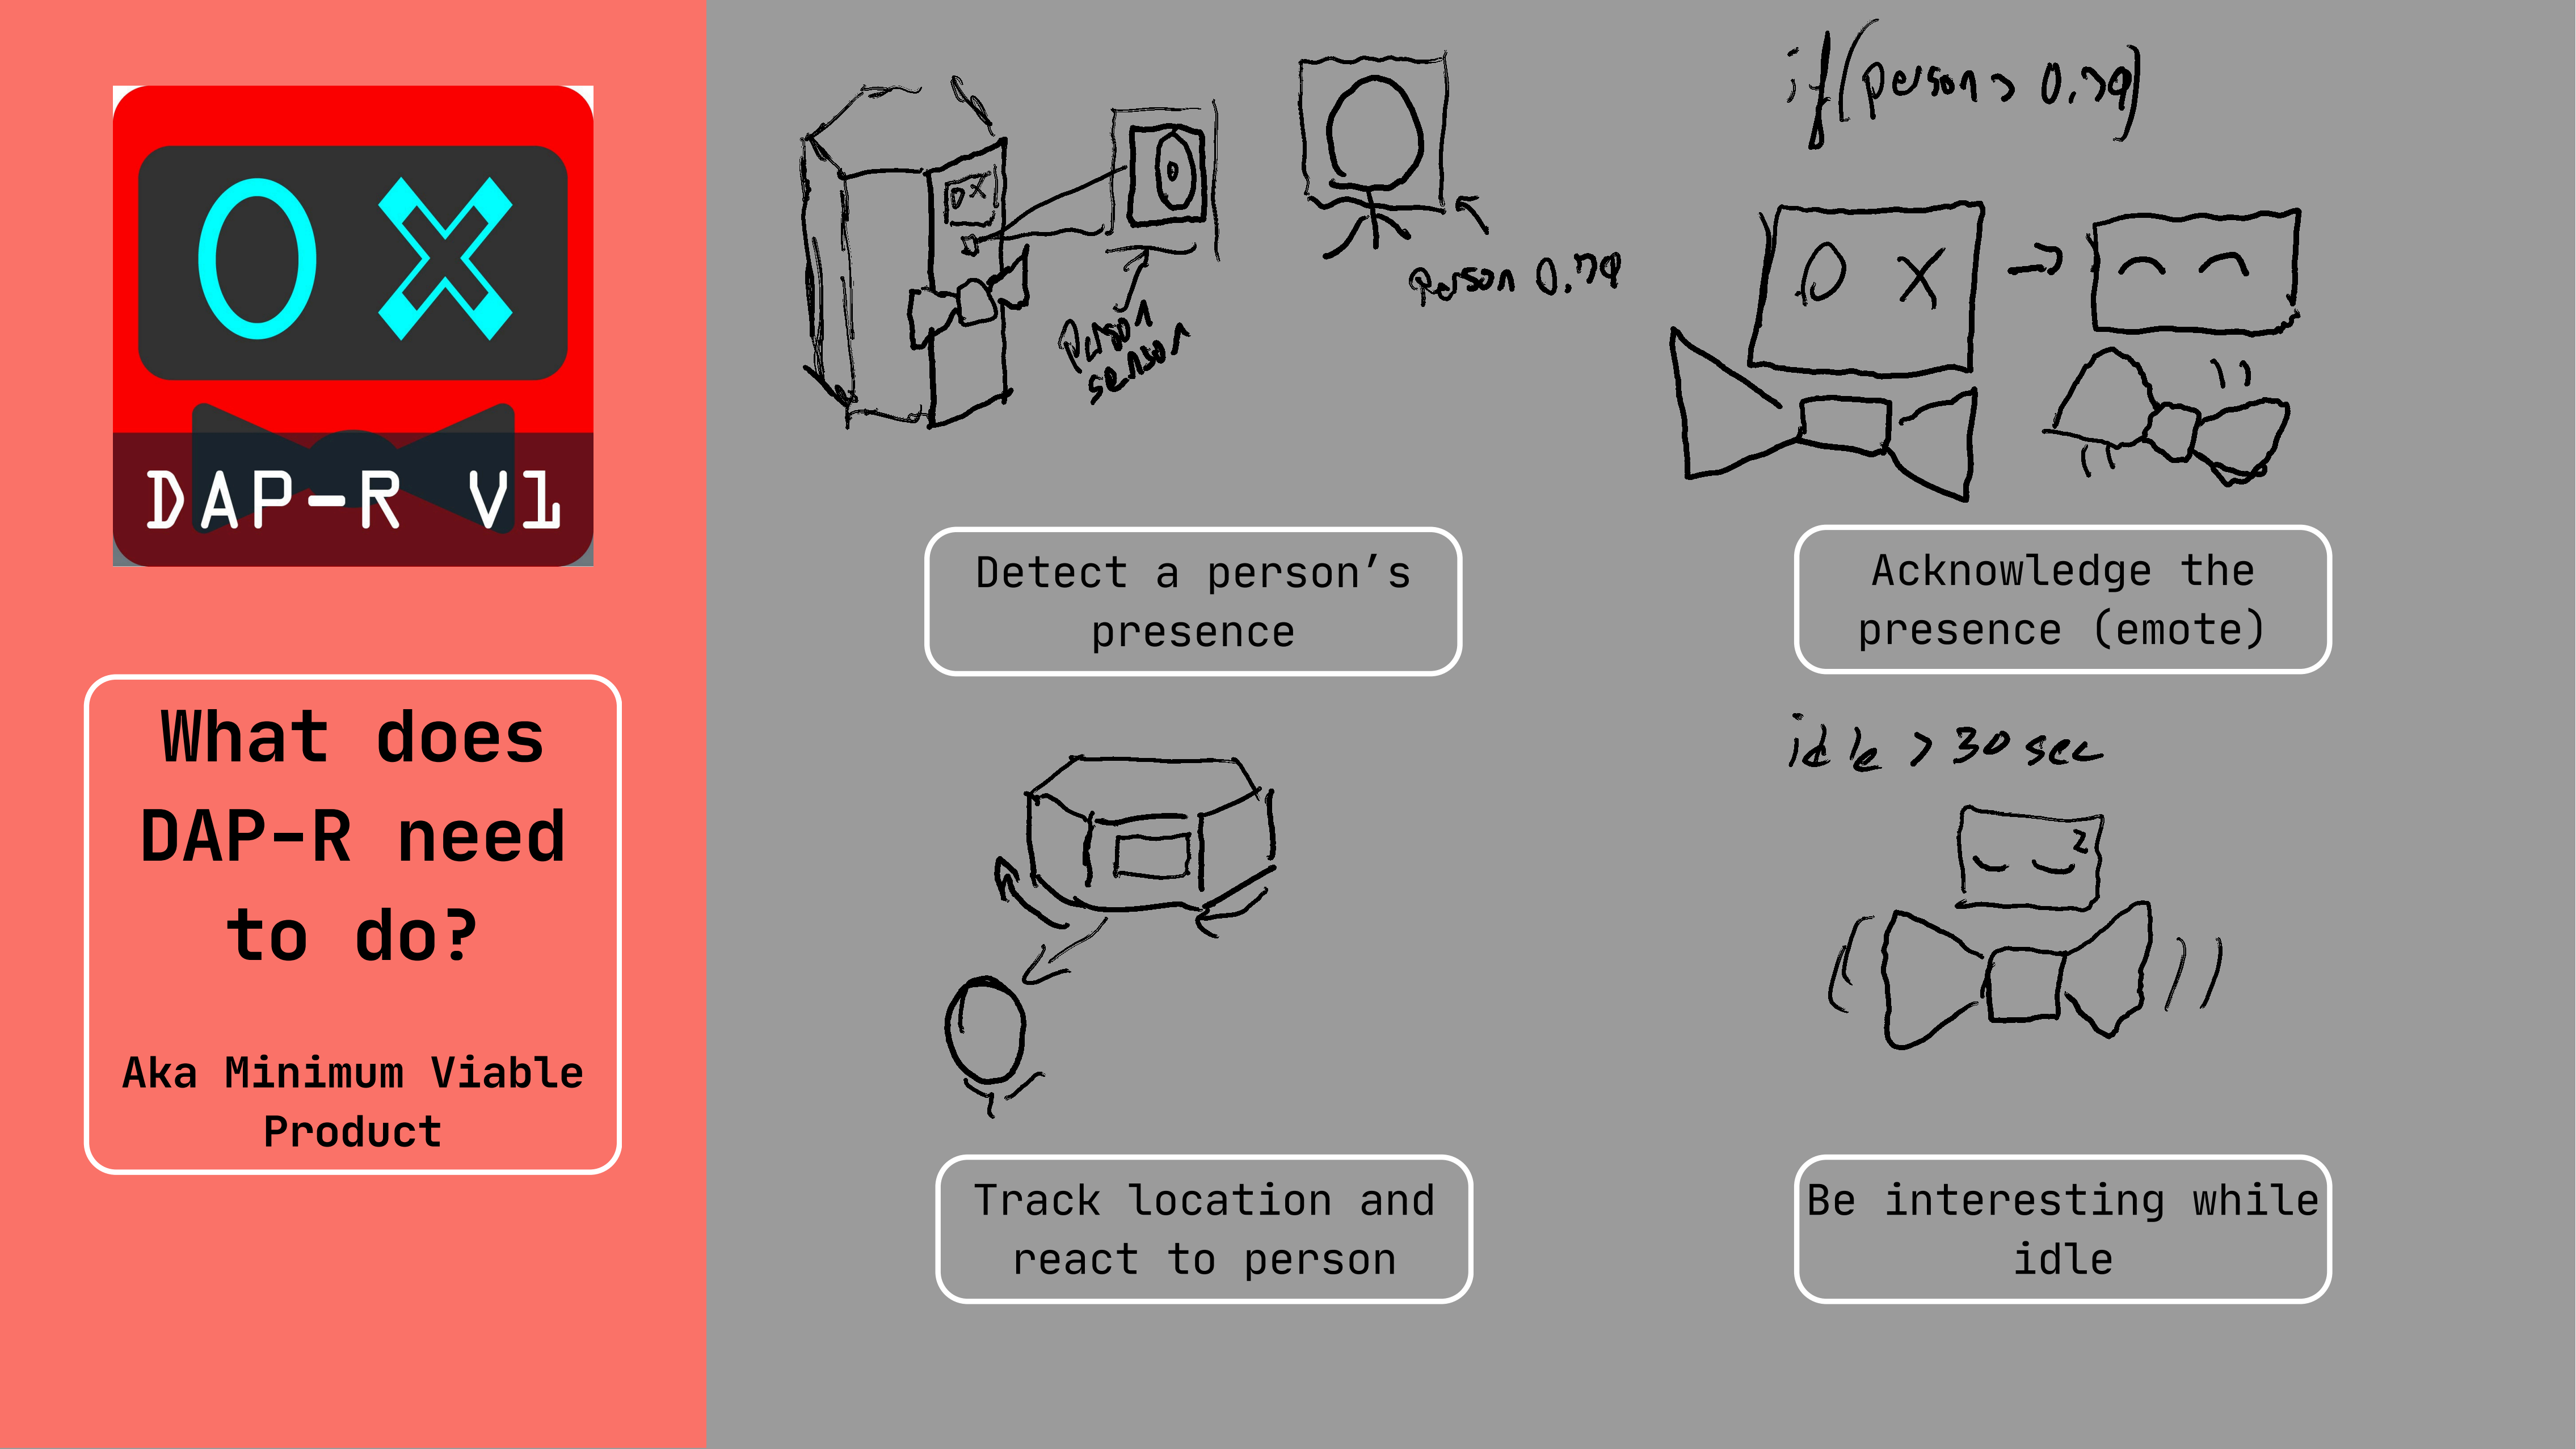 DAP-R V1
What does
DAP-R need
to do?
Aka Minimum Viable
Product
O X
Person
sensor
Person 0.79
Detect a person’s
presence
if(person > 0.79)
O X
Acknowledge the
presence (emote)
Track location and
react to person
idle > 30 sec
z
Be interesting while
idle